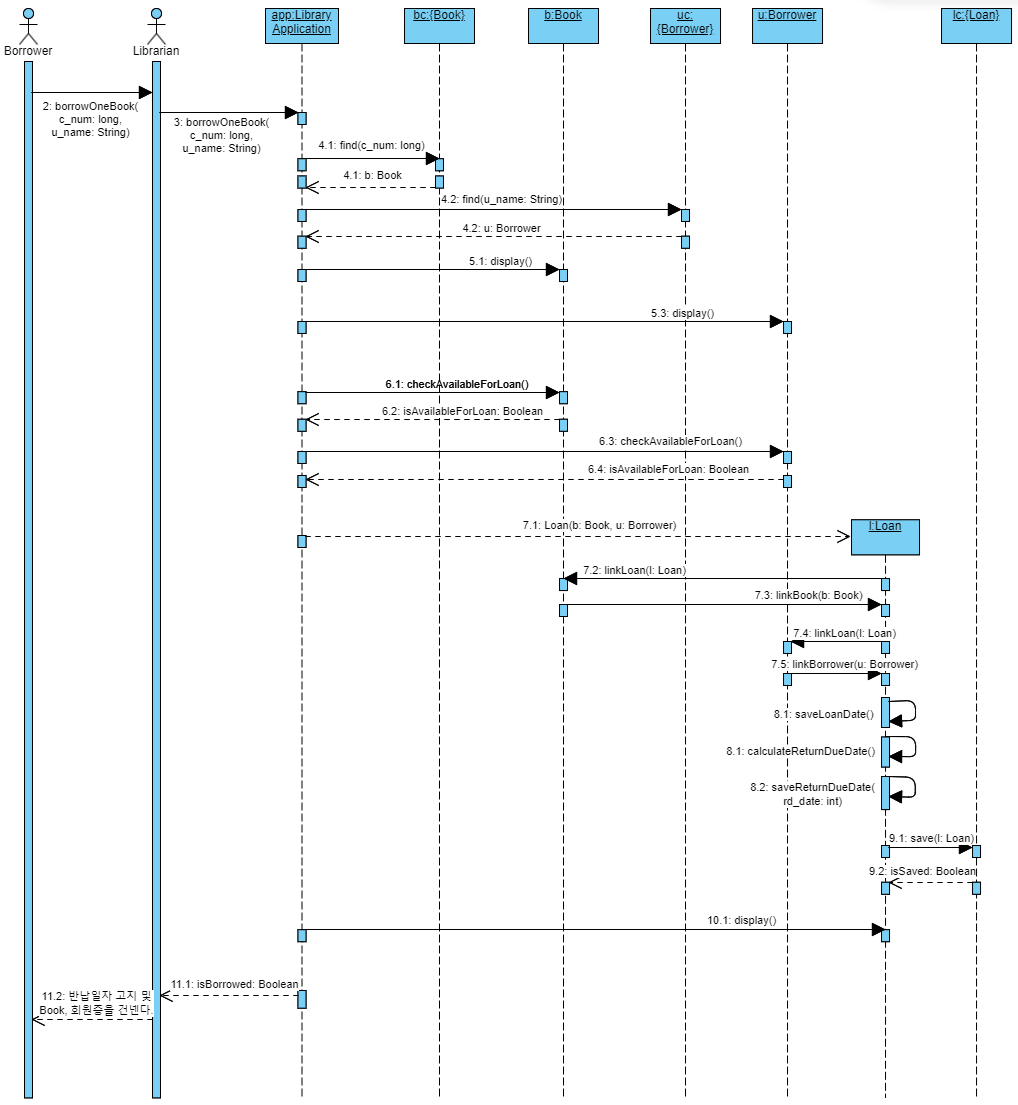 Borrower
Librarian
app:Library
Application
bc:{Book}
b:Book
uc:
{Borrower}
u:Borrower
lc:{Loan}
2: borrowOneBook(
c_num: long,
u_name: String)
3: borrowOneBook(
c_num: long,
u_name: String)
4.1: find(c_num: long)
4.1: b: Book
4.2: find(u_name: String)
4.2: u: Borrower
5.1: display()
5.3: display()
6.1: checkAvailableForLoan()
6.2: isAvailableForLoan: Boolean
6.3: checkAvailableForLoan()
6.4: isAvailableForLoan: Boolean
7.1: Loan(b: Book, u: Borrower)
l:Loan
7.2: linkLoan(l: Loan)
7.3: linkBook(b: Book)
7.4: linkLoan(l: Loan)
7.5: linkBorrower(u: Borrower)
8.1: saveLoanDate()
8.1: calculateReturnDueDate()
8.2: saveReturnDueDate(
rd_date: int)
9.1: save(l: Loan)
9.2: isSaved: Boolean
10.1: display()
11.1: isBorrowed: Boolean
11.2: 반납일자 고지 및
Book, 회원증을 건넨다.